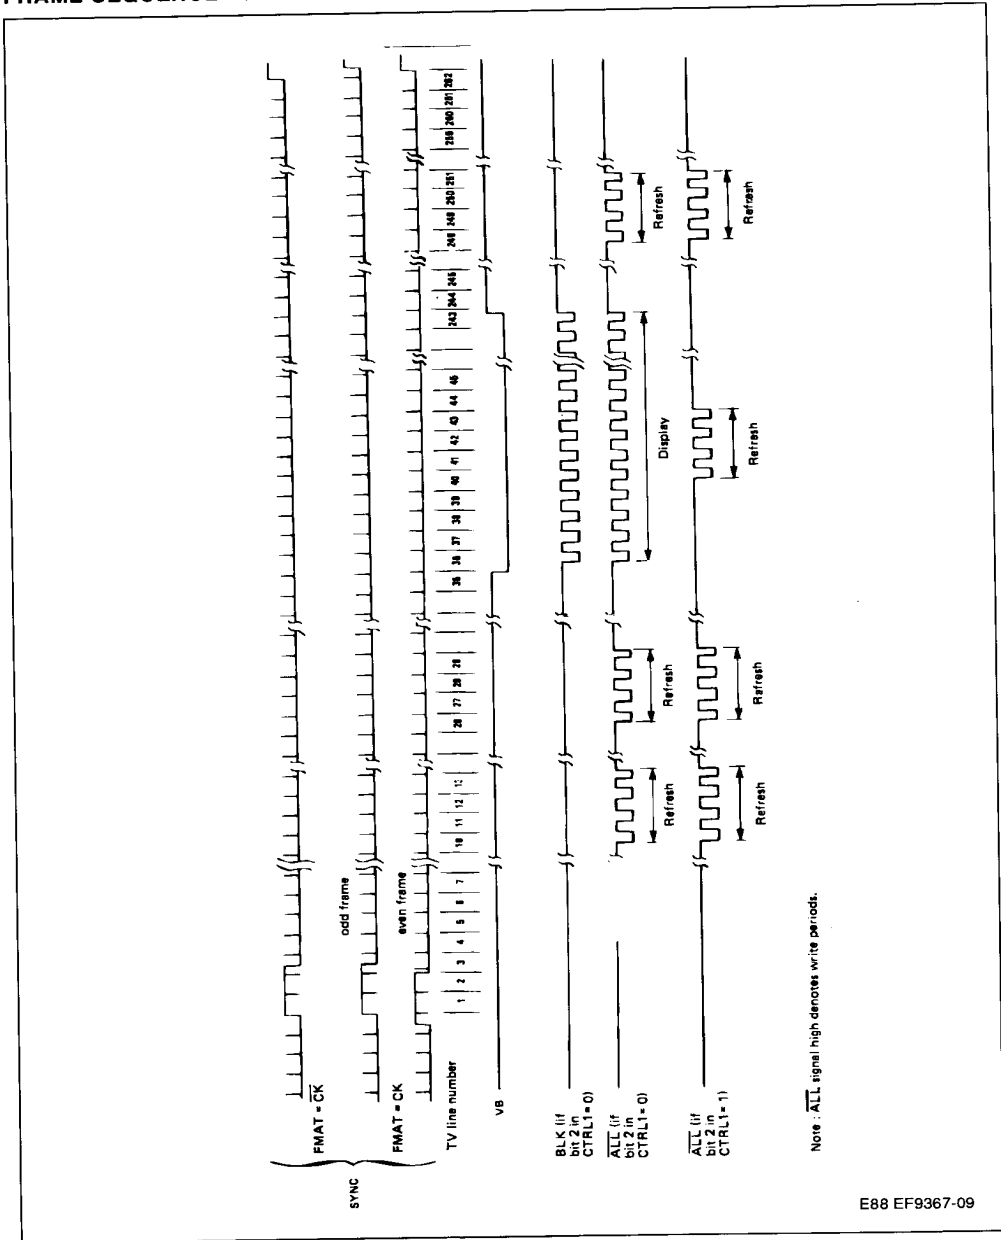 FRAME SEQUENCE
SYNC
FMAT = CK
odd frame
FMAT = CK
even frame
TV line number 1 2 3 4 5 6 7 10 11 12 13 26 27 28 29 35 36 37 38 39 40 41 42 43 44 45 243 244 245 248 249 250 251 259 260 261 262
VB
BLK (if
bit 2 in
CTRL1 = 0)
ALL (if
bit 2 in
CTRL1 = 0)
Refresh
Refresh
Display
Refresh
ALL (if
bit 2 in
CTRL1 = 1)
Refresh
Refresh
Refresh
Refresh
Note : ALL signal high denotes write periods.
E88 EF9367-09